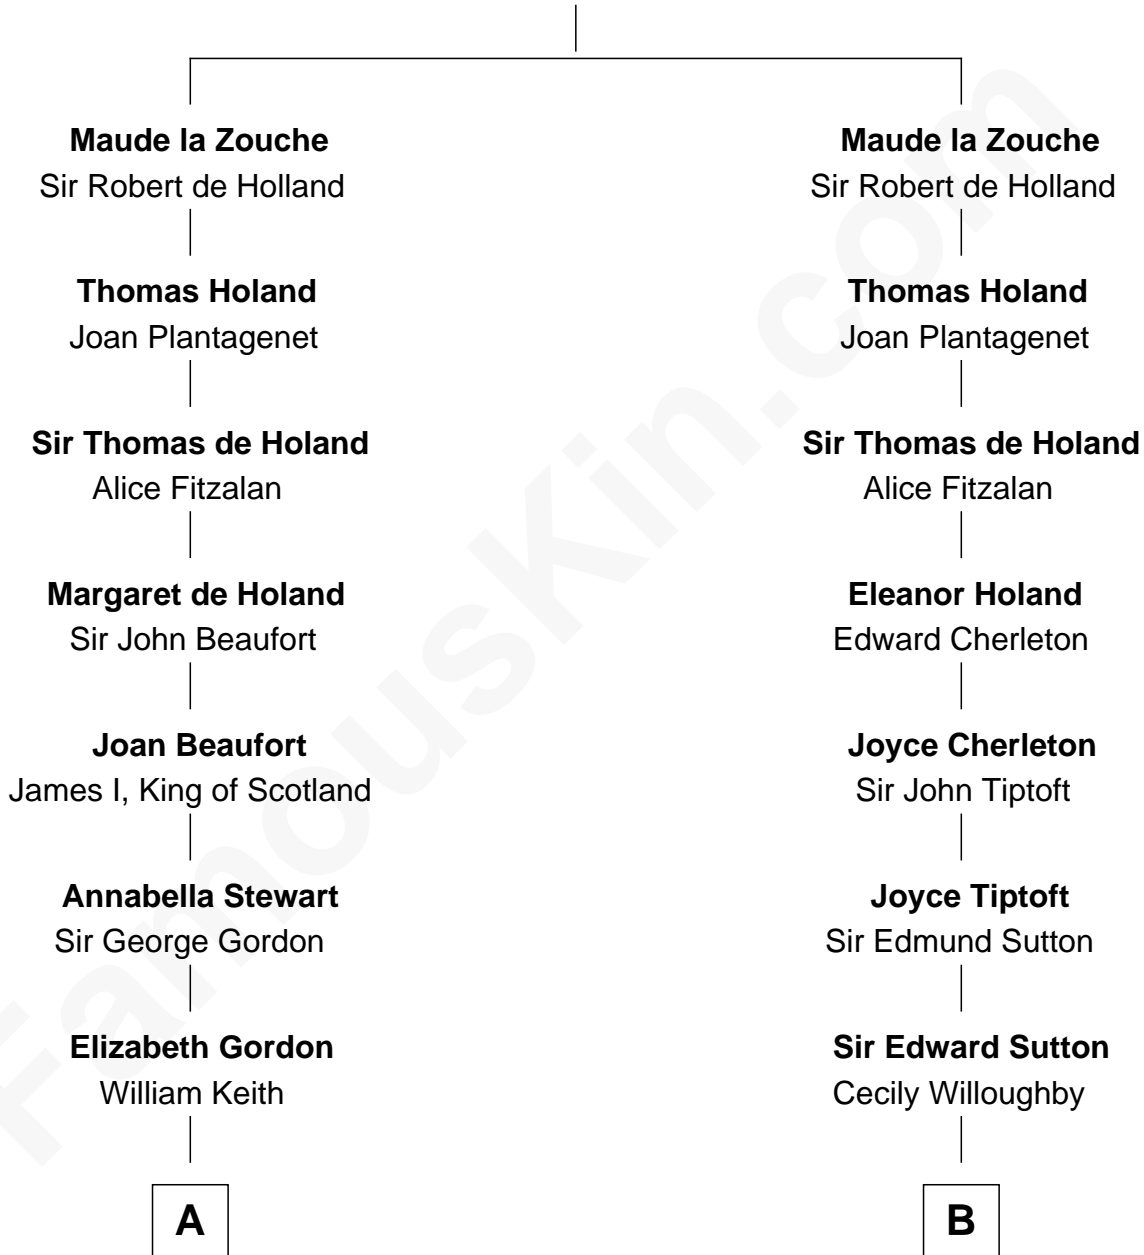 Maude la Zouche
Sir Robert de Holland
Thomas Holand
Joan Plantagenet
Sir Thomas de Holand
Alice Fitzalan
Margaret de Holand
Sir John Beaufort
Joan Beaufort
James I, King of Scotland
Annabella Stewart
Sir George Gordon
Elizabeth Gordon
William Keith
A
Maude la Zouche
Sir Robert de Holland
Thomas Holand
Joan Plantagenet
Sir Thomas de Holand
Alice Fitzalan
Eleanor Holand
Edward Cherleton
Joyce Cherleton
Sir John Tiptoft
Joyce Tiptoft
Sir Edmund Sutton
Sir Edward Sutton
Cecily Willoughby
B
FamousKin.com